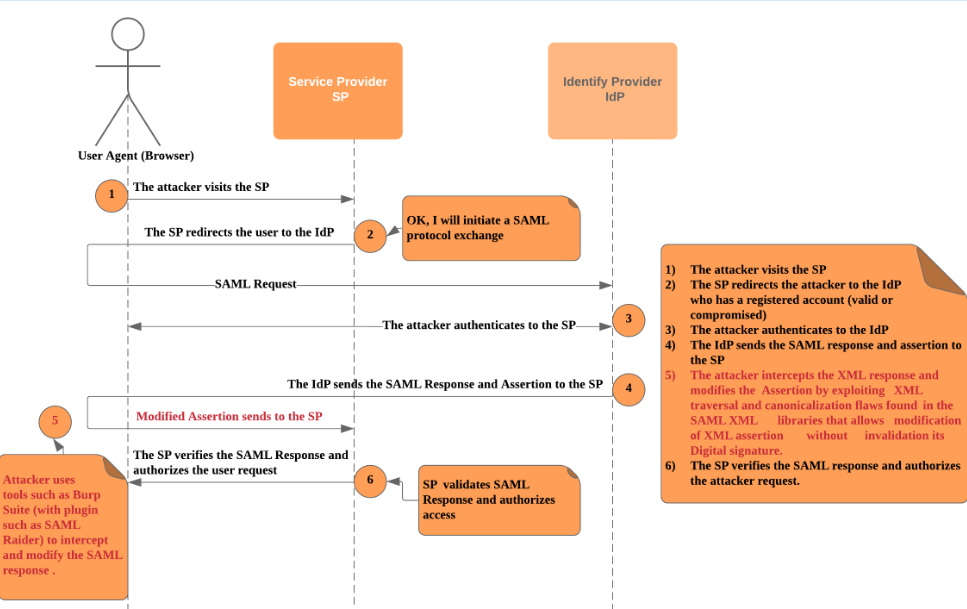 Service Provider
SP
Identify Provider
IdP
User Agent (Browser)
1
The attacker visits the SP
The SP redirects the user to the IdP
2
OK, I will initiate a SAML
protocol exchange
SAML Request
The attacker authenticates to the SP
3
The IdP sends the SAML Response and Assertion to the SP
4
5
Modified Assertion sends to the SP
The SP verifies the SAML Response and
authorizes the user request
6
SP validates SAML
Response and authorizes
access
Attacker uses
tools such as Burp
Suite (with plugin
such as SAML
Raider) to intercept
and modify the SAML
response .
1) The attacker visits the SP
2) The SP redirects the attacker to the IdP
who has a registered account (valid or
compromised)
3) The attacker authenticates to the IdP
4) The IdP sends the SAML response and assertion to
the SP
5) The attacker intercepts the XML response and
modifies the Assertion by exploiting XML
traversal and canonicalization flaws found in the
SAML XML libraries that allows modification
of XML assertion without invalidation its
Digital signature.
6) The SP verifies the SAML response and authorizes
the attacker request.